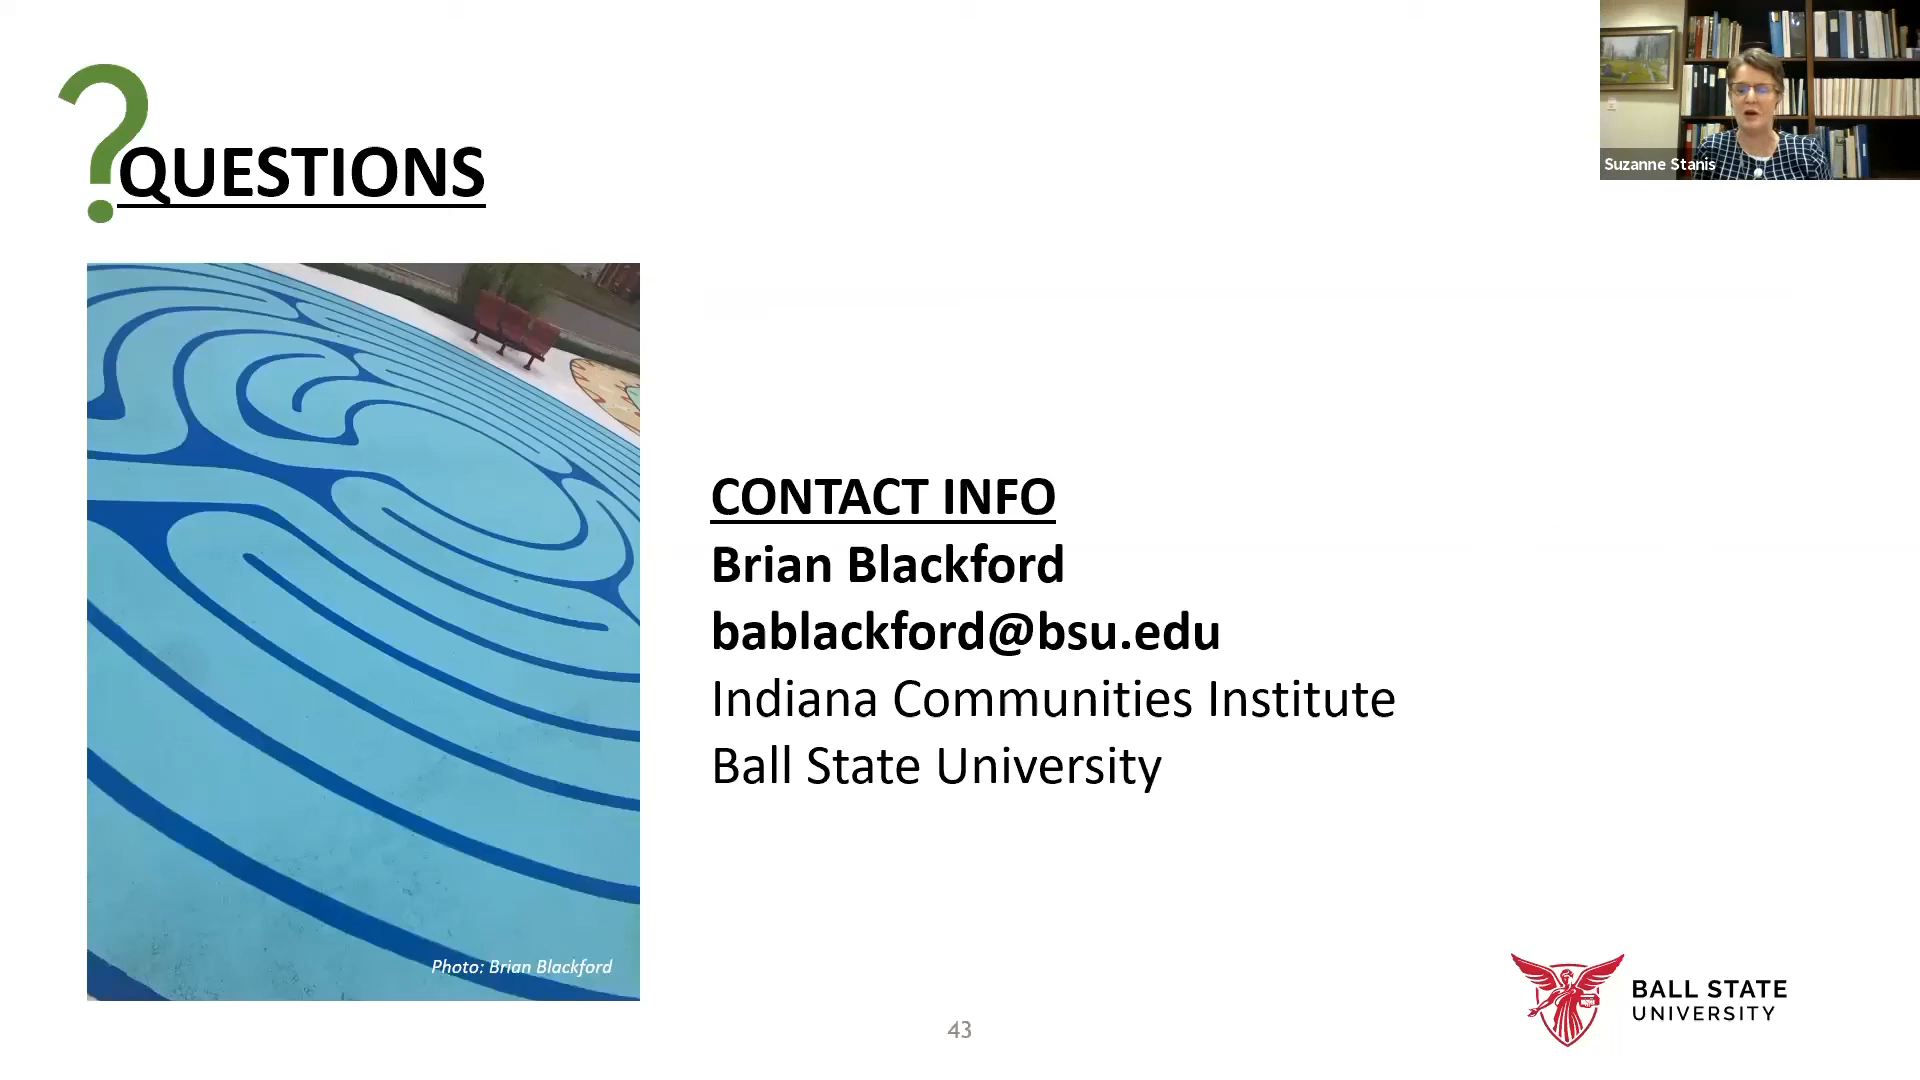 ?
QUESTIONS
Suzanne Stanis
CONTACT INFO
Brian Blackford
bablackford@bsu.edu
Indiana Communities Institute
Ball State University
Photo: Brian Blackford
43
BALL STATE
UNIVERSITY